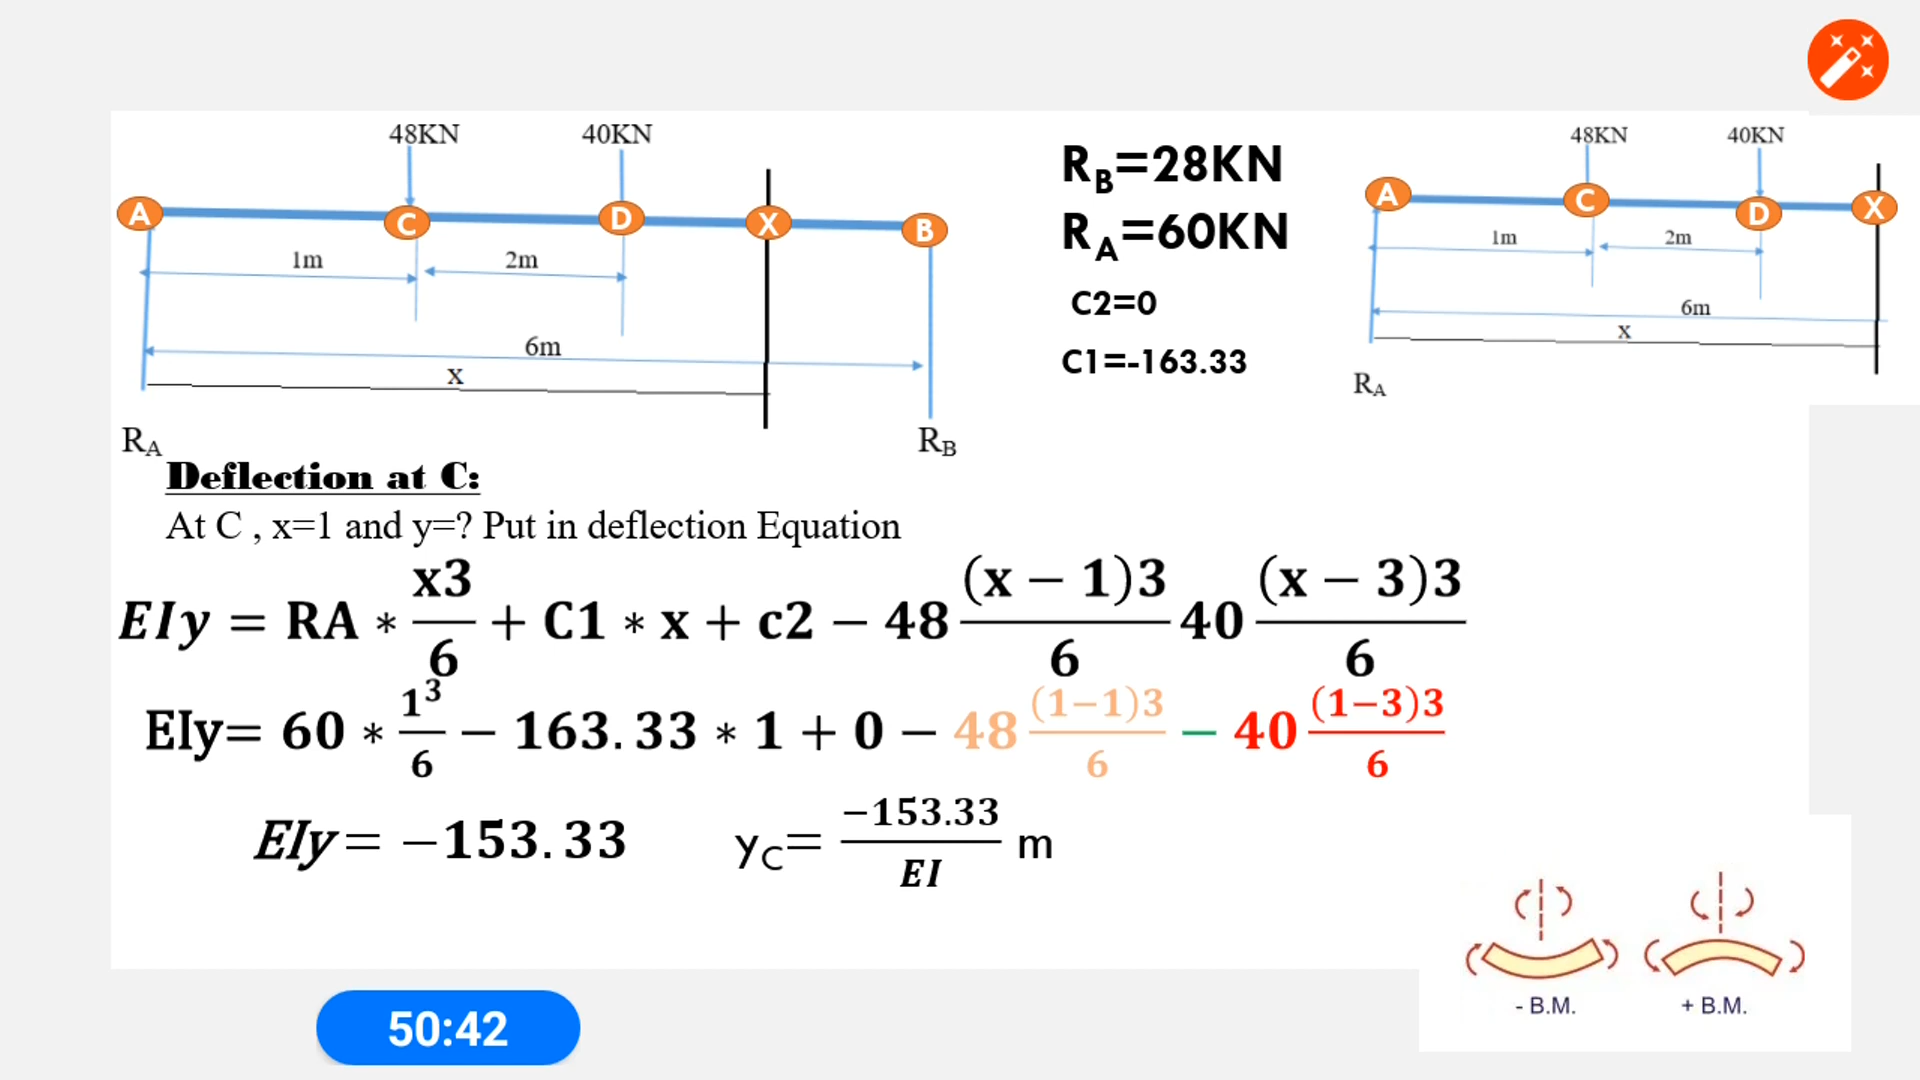 48KN 40KN
A C D X B
1m 2m
6m
x
RA RB
RB=28KN
RA=60KN
C2=0
C1=-163.33
48KN 40KN
A C D X
1m 2m
6m
x
RA
Deflection at C:
At C , x=1 and y=? Put in deflection Equation
EIy = RA * x3/6 + C1 * x + c2 − 48 (x − 1)3/6 40 (x − 3)3/6
EIy= 60 * 1³/6 − 163.33 * 1 + 0 − 48 (1−1)3/6 − 40 (1−3)3/6
EIy= −153.33 yC= −153.33/EI m
- B.M. + B.M.
50:42